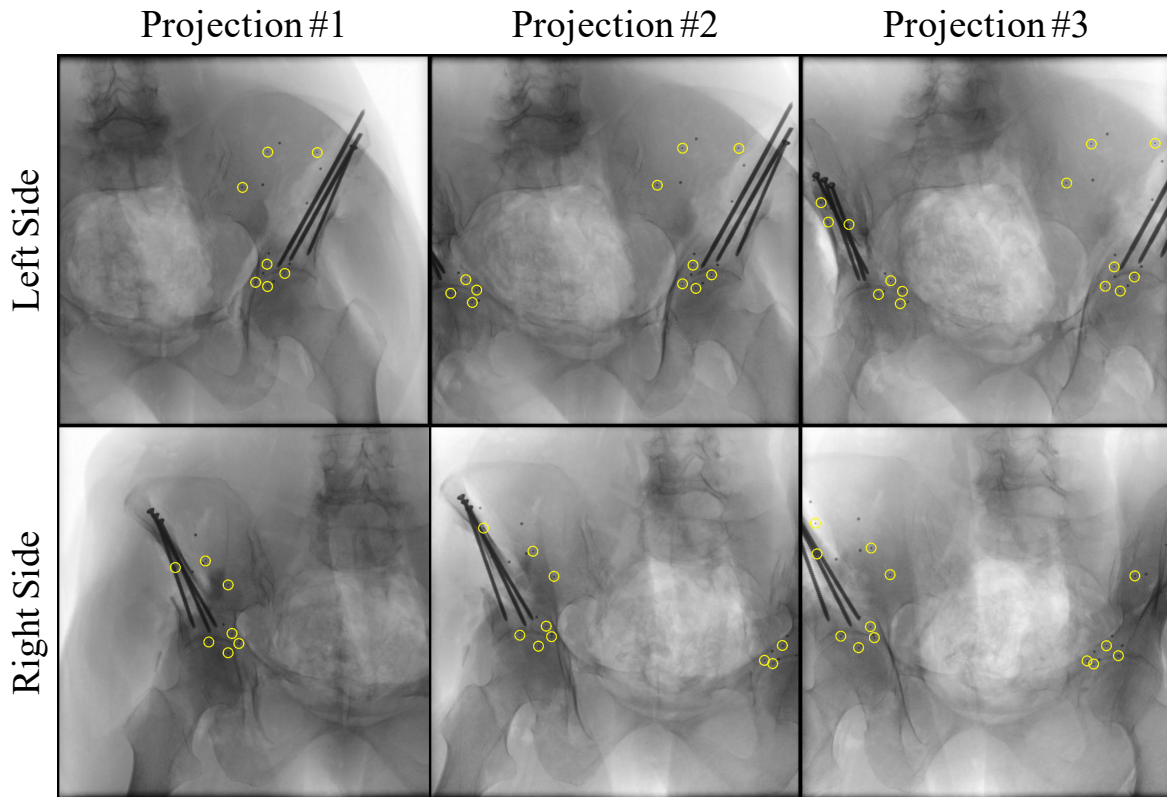 Projection #1
Projection #2
Projection #3
Left Side
Right Side